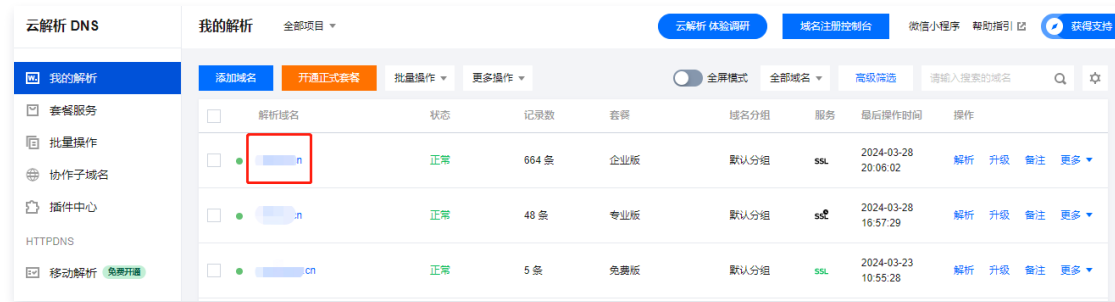 云解析 DNS
我的解析 全部项目
云解析 体验调研 域名注册控制台 微信小程序 帮助指引 获得支持
我的解析
套餐服务
批量操作
协作子域名
插件中心
HTTPDNS
移动解析 免费开通
添加域名 开通正式套餐 批量操作 更多操作 全屏模式 全部域名 高级筛选 请输入搜索的域名
解析域名 状态 记录数 套餐 域名分组 服务 最后操作时间 操作
n 正常 664 条 企业版 默认分组 SSL 2024-03-28 20:06:02 解析 升级 备注 更多
.n 正常 48 条 专业版 默认分组 SSL 2024-03-28 16:57:29 解析 升级 备注 更多
cn 正常 5 条 免费版 默认分组 SSL 2024-03-23 10:55:28 解析 升级 备注 更多